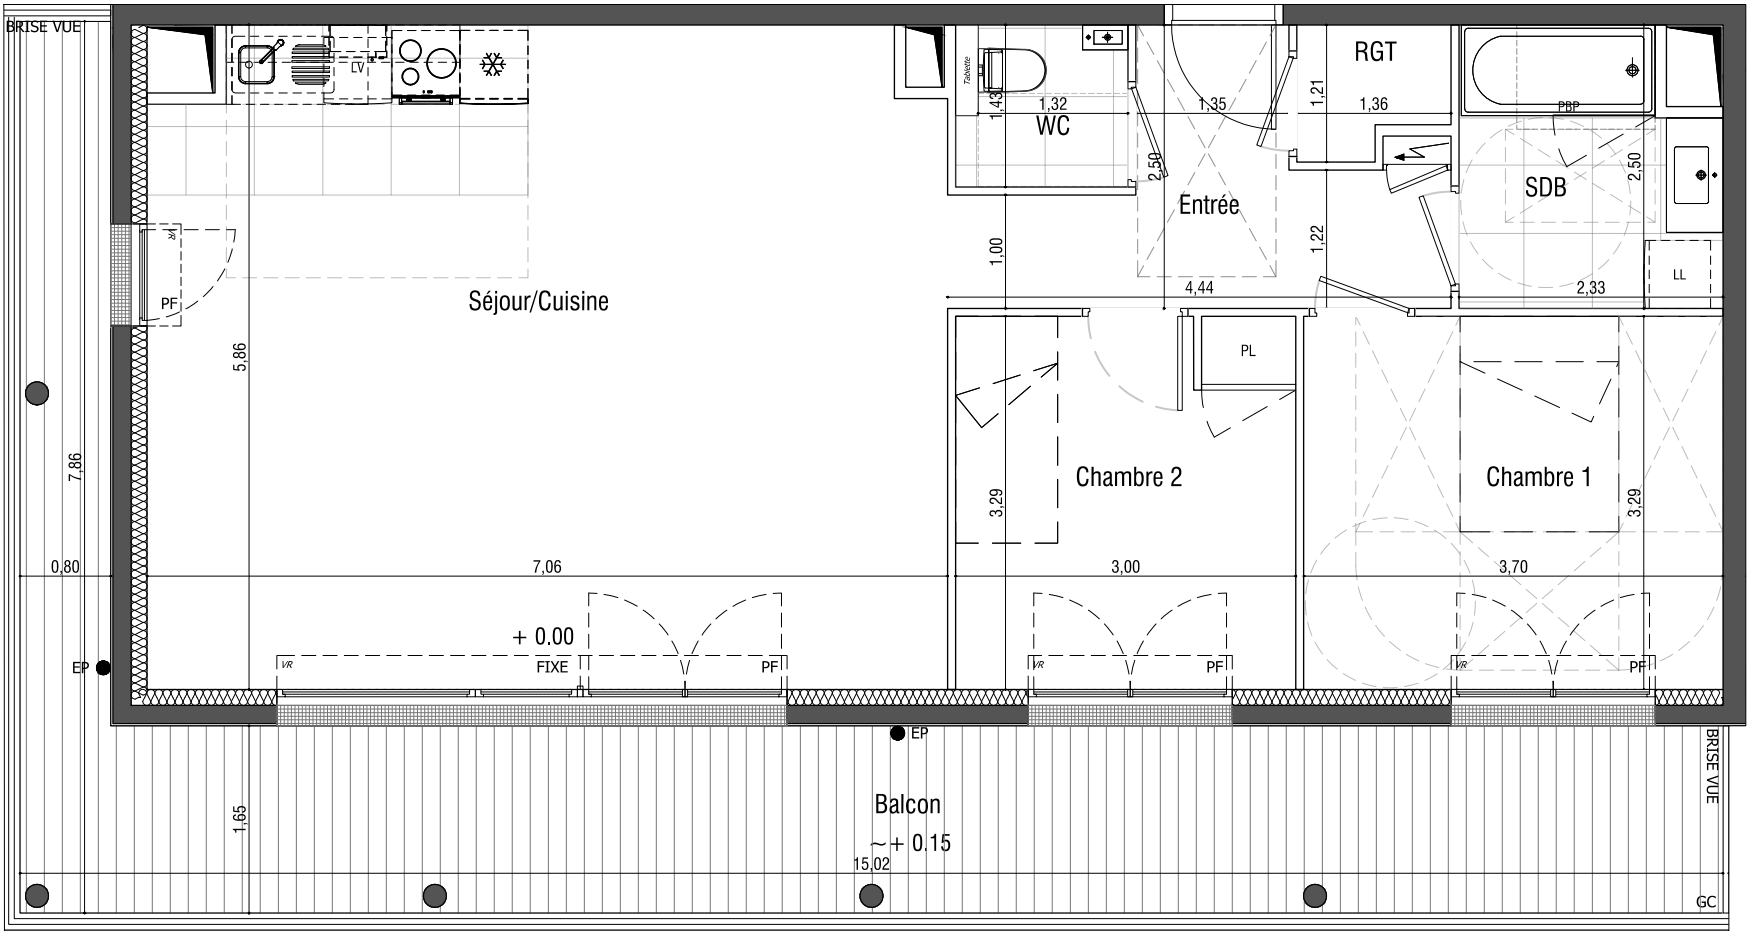 BRISE VUE
LV
Tablette
1,43
1,32
WC
1,35
2,50
1,21
RGT
1,36
PBP
2,50
SDB
Entrée
1,00
1,22
VR
PF
Séjour/Cuisine
4,44
2,33
LL
5,86
PL
7,86
Chambre 2
Chambre 1
3,29
3,29
0,80
7,06
3,00
3,70
+ 0.00
EP
VR
FIXE
PF
VR
PF
VR
PF
EP
BRISE VUE
1,65
Balcon
~+ 0.15
15,02
GC